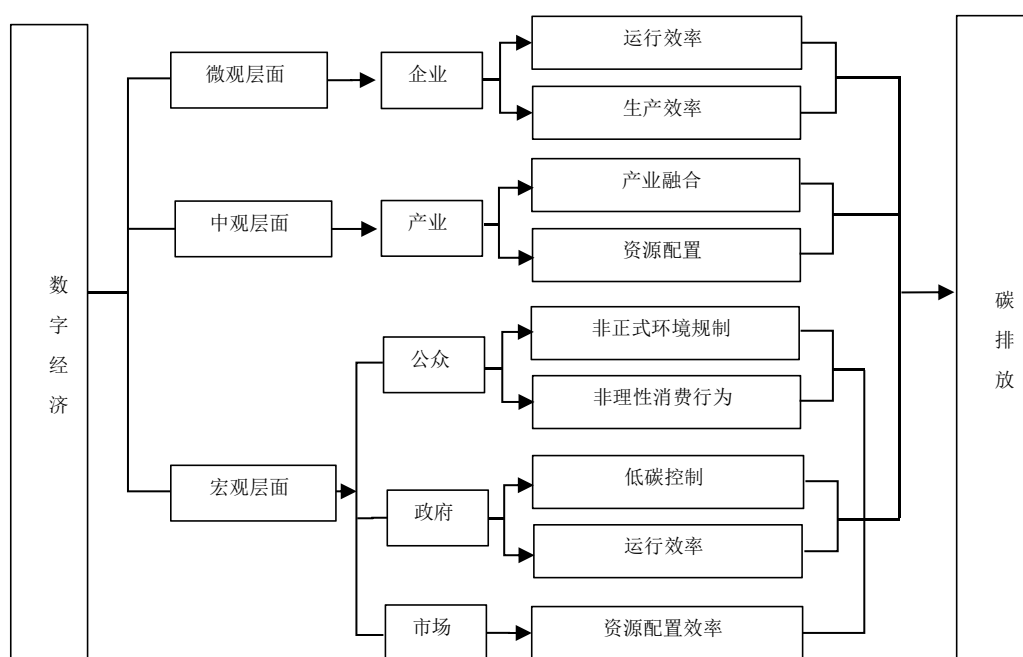 数字经济
微观层面
企业
运行效率
生产效率
中观层面
产业
产业融合
资源配置
宏观层面
公众
非正式环境规制
非理性消费行为
政府
低碳控制
运行效率
市场
资源配置效率
碳排放